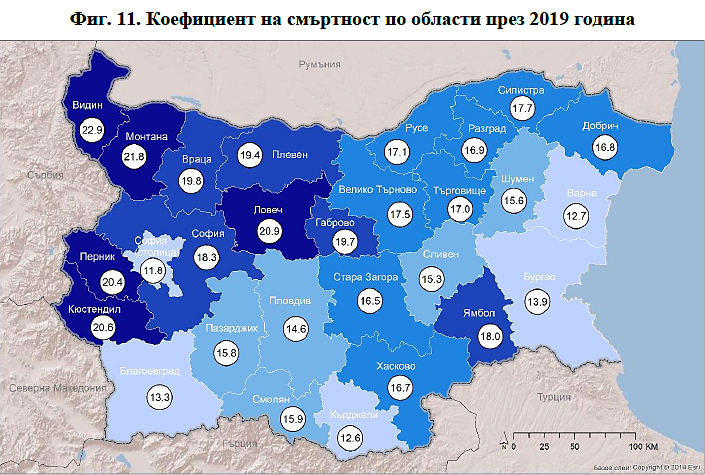 Фиг. 11. Коефициент на смъртност по области през 2019 година
Румъния
Видин
22.9
Монтана
21.8
Враца
19.8
19.4 Плевен
Русе
17.1
Силистра
17.7
Разград
16.9
Добрич
16.8
Сърбия
Ловеч
20.9
Габрово
19.7
Велико Търново
17.5
Търговище
17.0
Шумен
15.6
Варна
12.7
Перник
20.4
София
(столица)
11.8
София
18.3
Кюстендил
20.6
Пазарджик
15.8
Пловдив
14.6
Стара Загора
16.5
Сливен
15.3
Ямбол
18.0
Бургас
13.9
Благоевград
13.3
Смолян
15.9
Кърджали
12.6
Хасково
16.7
Северна Македония
Гърция
Турция
N
0 50 100 KM.
Базов слой: Copyright © 2014 Esri